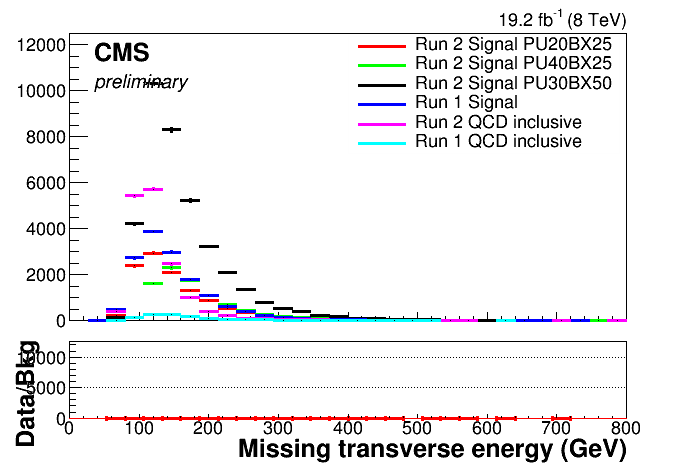 19.2 fb-1 (8 TeV)
CMS
preliminary
Run 2 Signal PU20BX25
Run 2 Signal PU40BX25
Run 2 Signal PU30BX50
Run 1 Signal
Run 2 QCD inclusive
Run 1 QCD inclusive
12000
10000
8000
6000
4000
2000
0
Data/Bkg
10000
5000
0
0 100 200 300 400 500 600 700 800
Missing transverse energy (GeV)